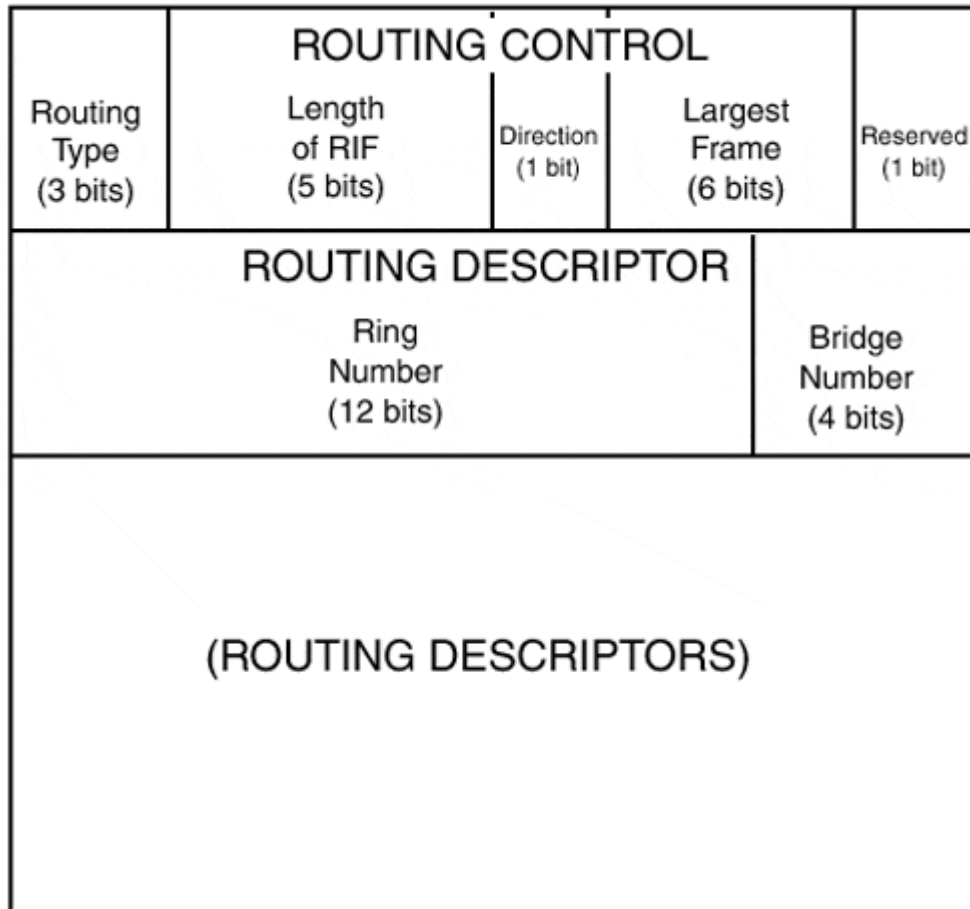 ROUTING CONTROL
Routing
Type
(3 bits)
Length
of RIF
(5 bits)
Direction
(1 bit)
Largest
Frame
(6 bits)
Reserved
(1 bit)
ROUTING DESCRIPTOR
Ring
Number
(12 bits)
Bridge
Number
(4 bits)
(ROUTING DESCRIPTORS)